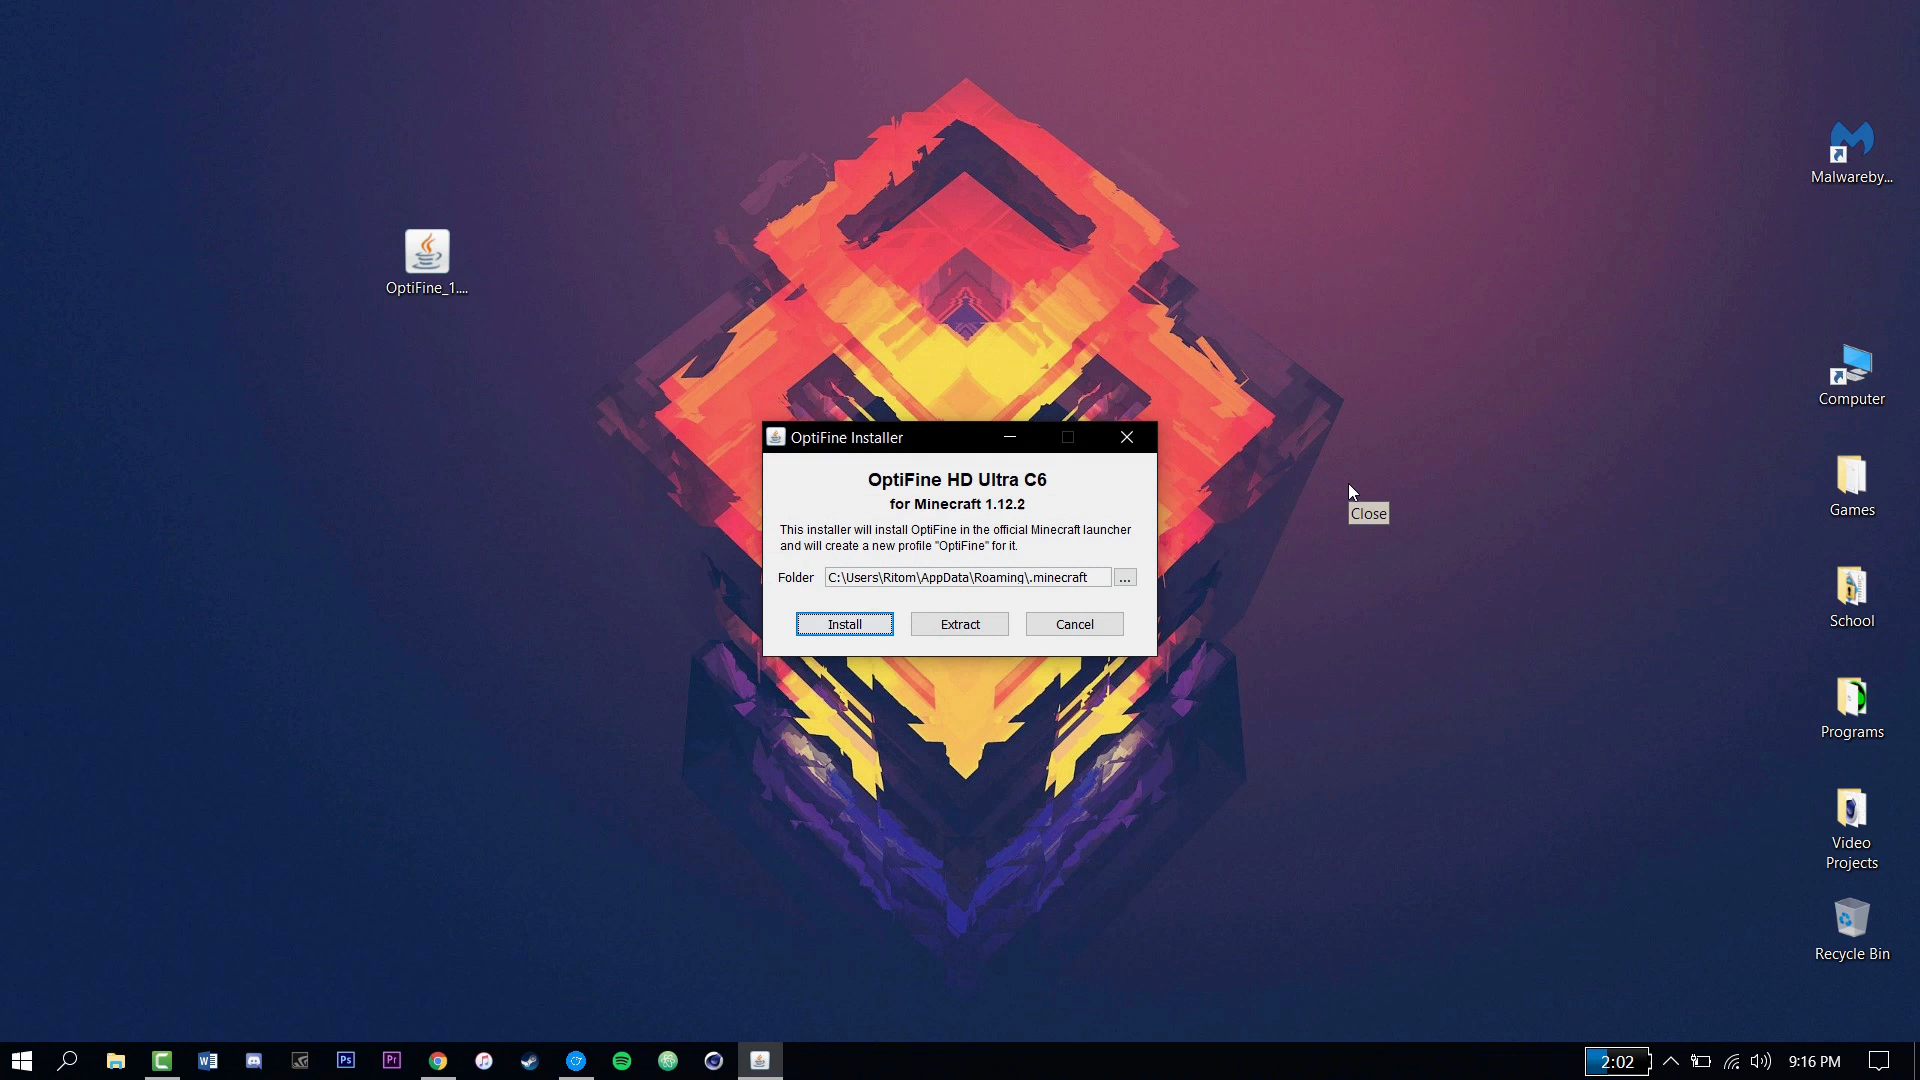 Malwareby...
OptiFine_1....
Computer
OptiFine Installer
OptiFine HD Ultra C6
for Minecraft 1.12.2
This installer will install OptiFine in the official Minecraft launcher
and will create a new profile "OptiFine" for it.
Folder C:\Users\Ritom\AppData\Roaming\.minecraft ...
Install Extract Cancel
Close
Games
School
Programs
Video
Projects
Recycle Bin
W Ps Pr 2:02 9:16 PM